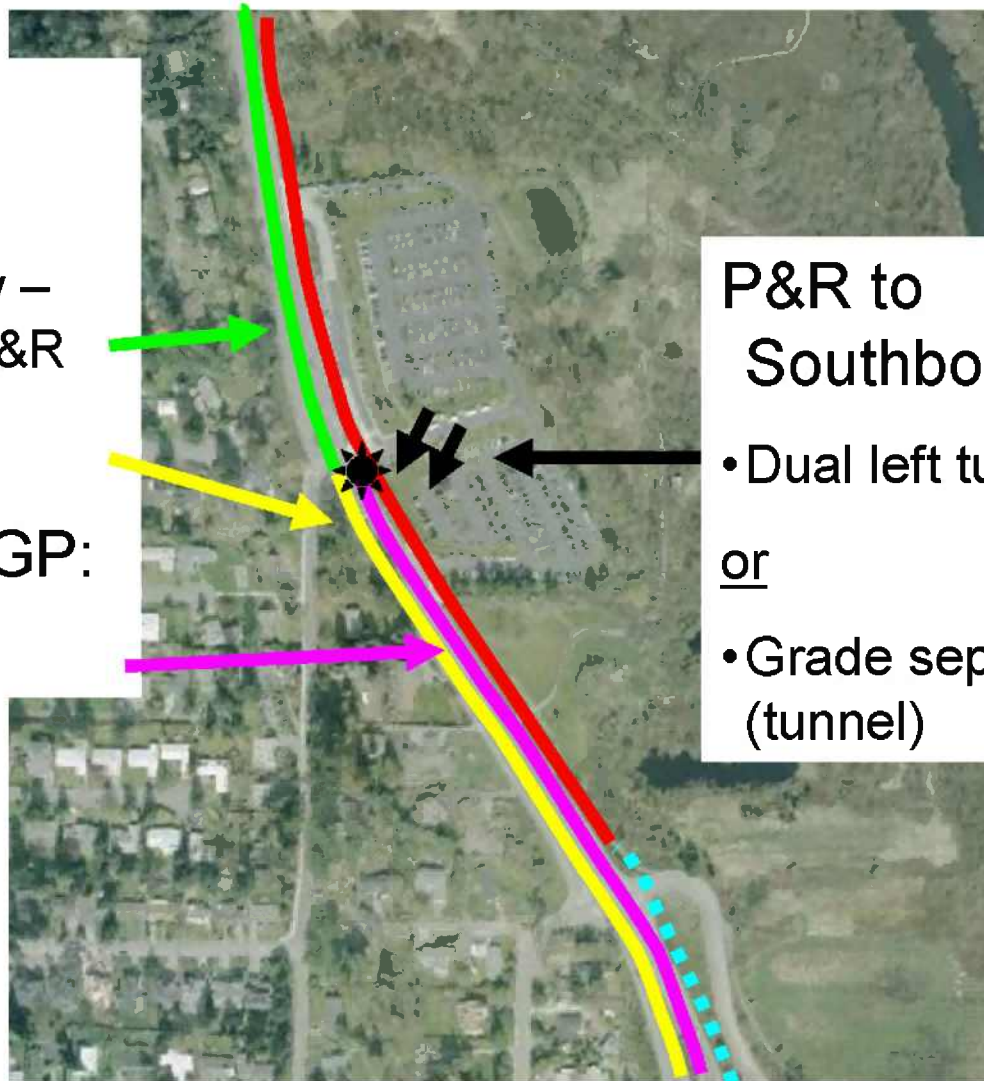 –
&R
GP:
P&R to
Southbo
• Dual left tu
or
• Grade sep
(tunnel)